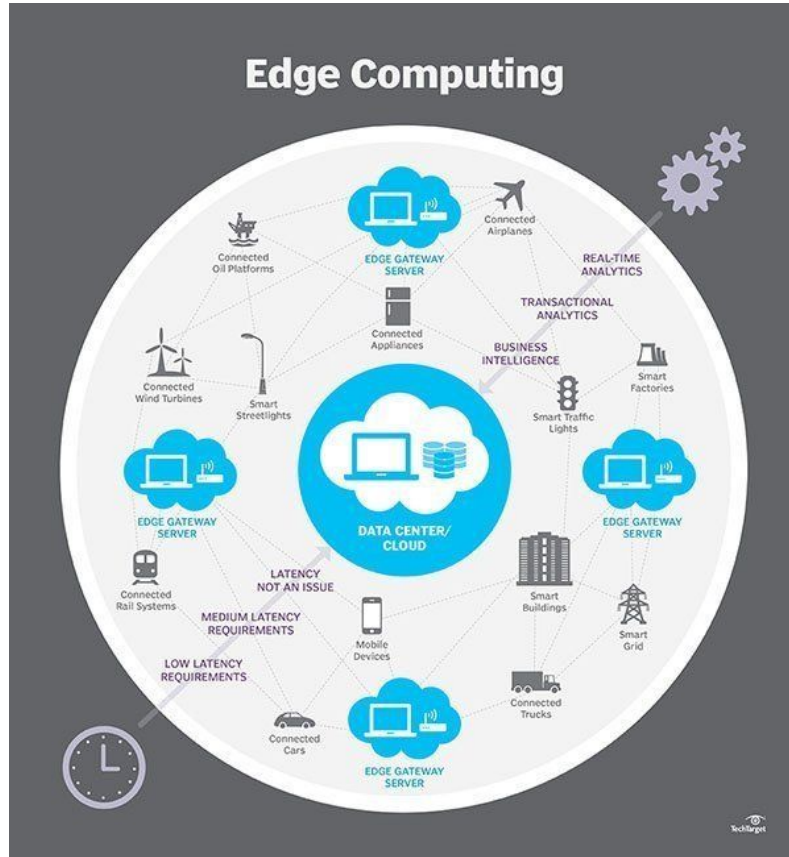 Edge Computing
Connected
Airplanes
Connected
Oil Platforms
EDGE GATEWAY
SERVER
REAL-TIME
ANALYTICS
TRANSACTIONAL
ANALYTICS
Connected
Appliances
BUSINESS
INTELLIGENCE
Connected
Wind Turbines
Smart
Streetlights
Smart
Factories
Smart Traffic
Lights
EDGE GATEWAY
SERVER
DATA CENTER/
CLOUD
EDGE GATEWAY
SERVER
LATENCY
NOT AN ISSUE
Connected
Rail Systems
Smart
Buildings
MEDIUM LATENCY
REQUIREMENTS
Mobile
Devices
Smart
Grid
LOW LATENCY
REQUIREMENTS
Connected
Trucks
Connected
Cars
EDGE GATEWAY
SERVER
TechTarget